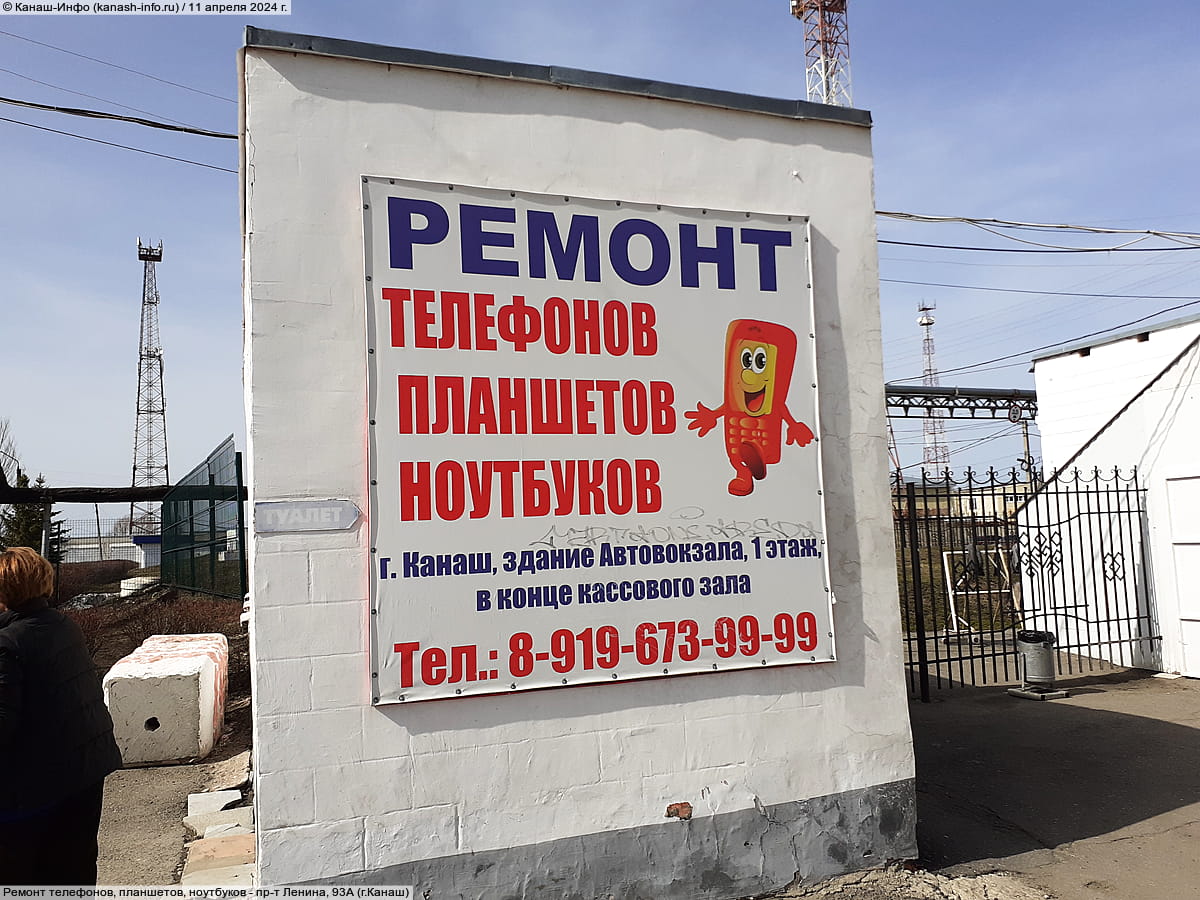 © Канаш-Инфо (kanash-info.ru) / 11 апреля 2024 г.
РЕМОНТ
ТЕЛЕФОНОВ
ПЛАНШЕТОВ
НОУТБУКОВ
ТУАЛЕТ
г. Канаш, здание Автовокзала, 1 этаж,
в конце кассового зала
Тел.: 8-919-673-99-99
Ремонт телефонов, планшетов, ноутбуков - пр-т Ленина, 93А (г.Канаш)